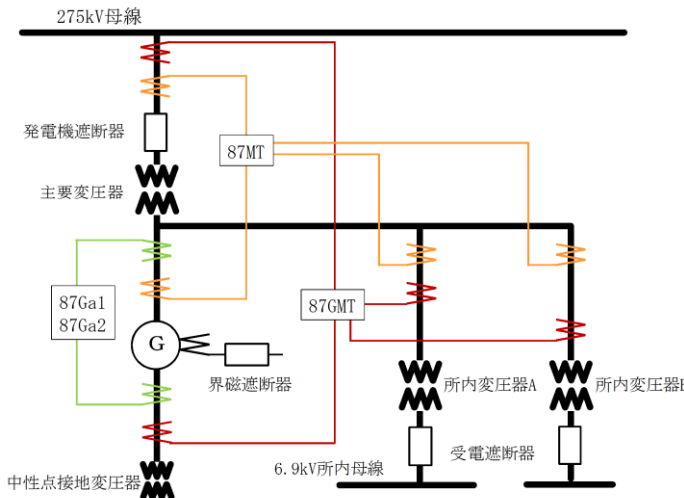 275kV母線
発電機遮断器
87MT
主要変圧器
87Ga1
87Ga2
87GMT
G
界磁遮断器
所内変圧器A
所内変圧器
6.9kV所内母線
受電遮断器
中性点接地変圧器